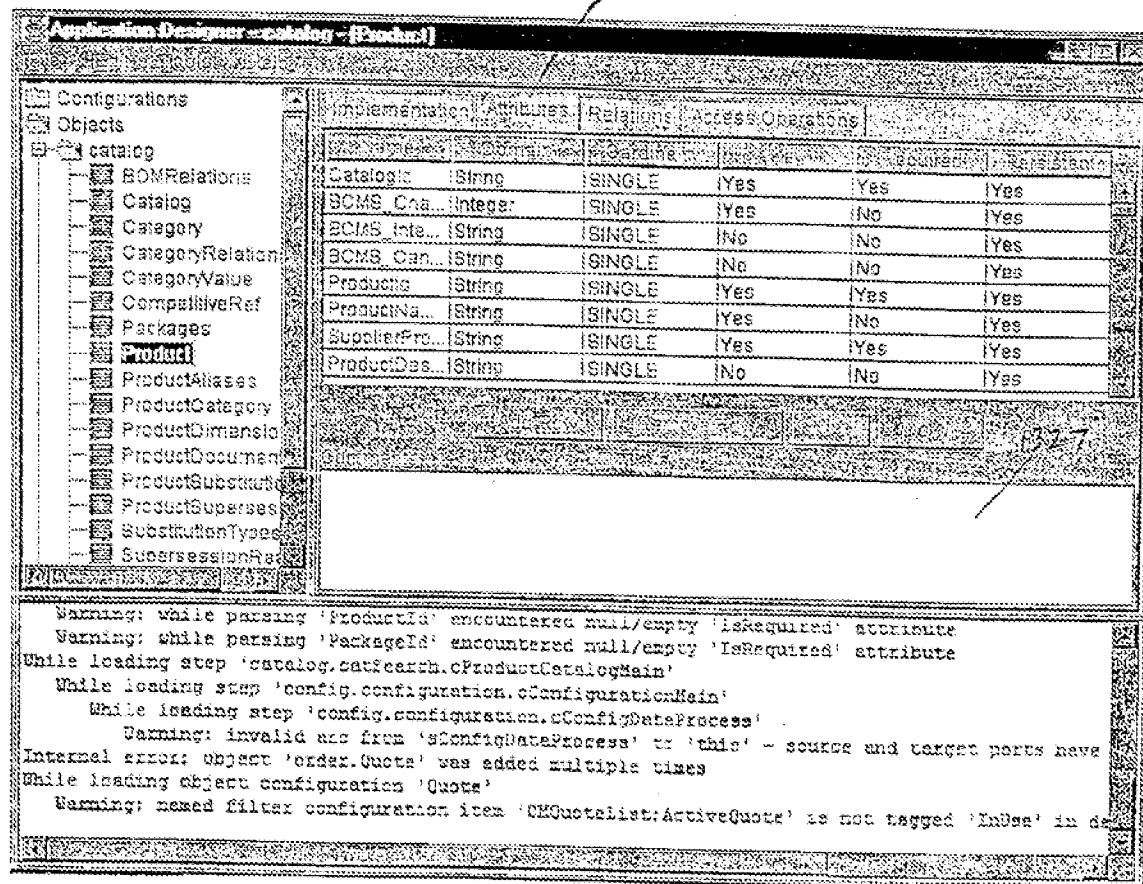 Application Designer - catalog - [Product]
Configurations
Objects
catalog
BOMRelations
Catalog
Category
CategoryRelation
CategoryValue
CompetitiveRef
Packages
Product
ProductAliases
ProductCategory
ProductDimensio
ProductDocumen
ProductSubstitutio
ProductSuperses
SubstitutionTypes
SupersessionRe
Implementation Attributes Relations Access Operations
CatalogId String SINGLE Yes Yes Yes
BCMS_Cha... Integer SINGLE Yes No Yes
BCMS_Inte... String SINGLE No No Yes
BCMS_Can... String SINGLE No No Yes
ProductId String SINGLE Yes Yes Yes
ProductNa... String SINGLE Yes No Yes
SupplierPro... String SINGLE Yes Yes Yes
ProductDes... String SINGLE No No Yes
1327
Warning: while parsing 'ProductId' encountered null/empty 'IsRequired' attribute
Warning: while parsing 'PackageId' encountered null/empty 'IsRequired' attribute
While loading step 'catalog.catSearch.cProductCatalogMain'
While loading step 'config.configuration.cConfigurationMain'
While loading step 'config.configuration.cConfigDataProcess'
Warning: invalid arc from 'sConfigDataProcess' to 'this' - source and target ports have
Internal error: object 'order.Quote' was added multiple times
While loading object configuration 'Quote'
Warning: named filter configuration item 'CMQuoteList:ActiveQuote' is not tagged 'InUse' in de